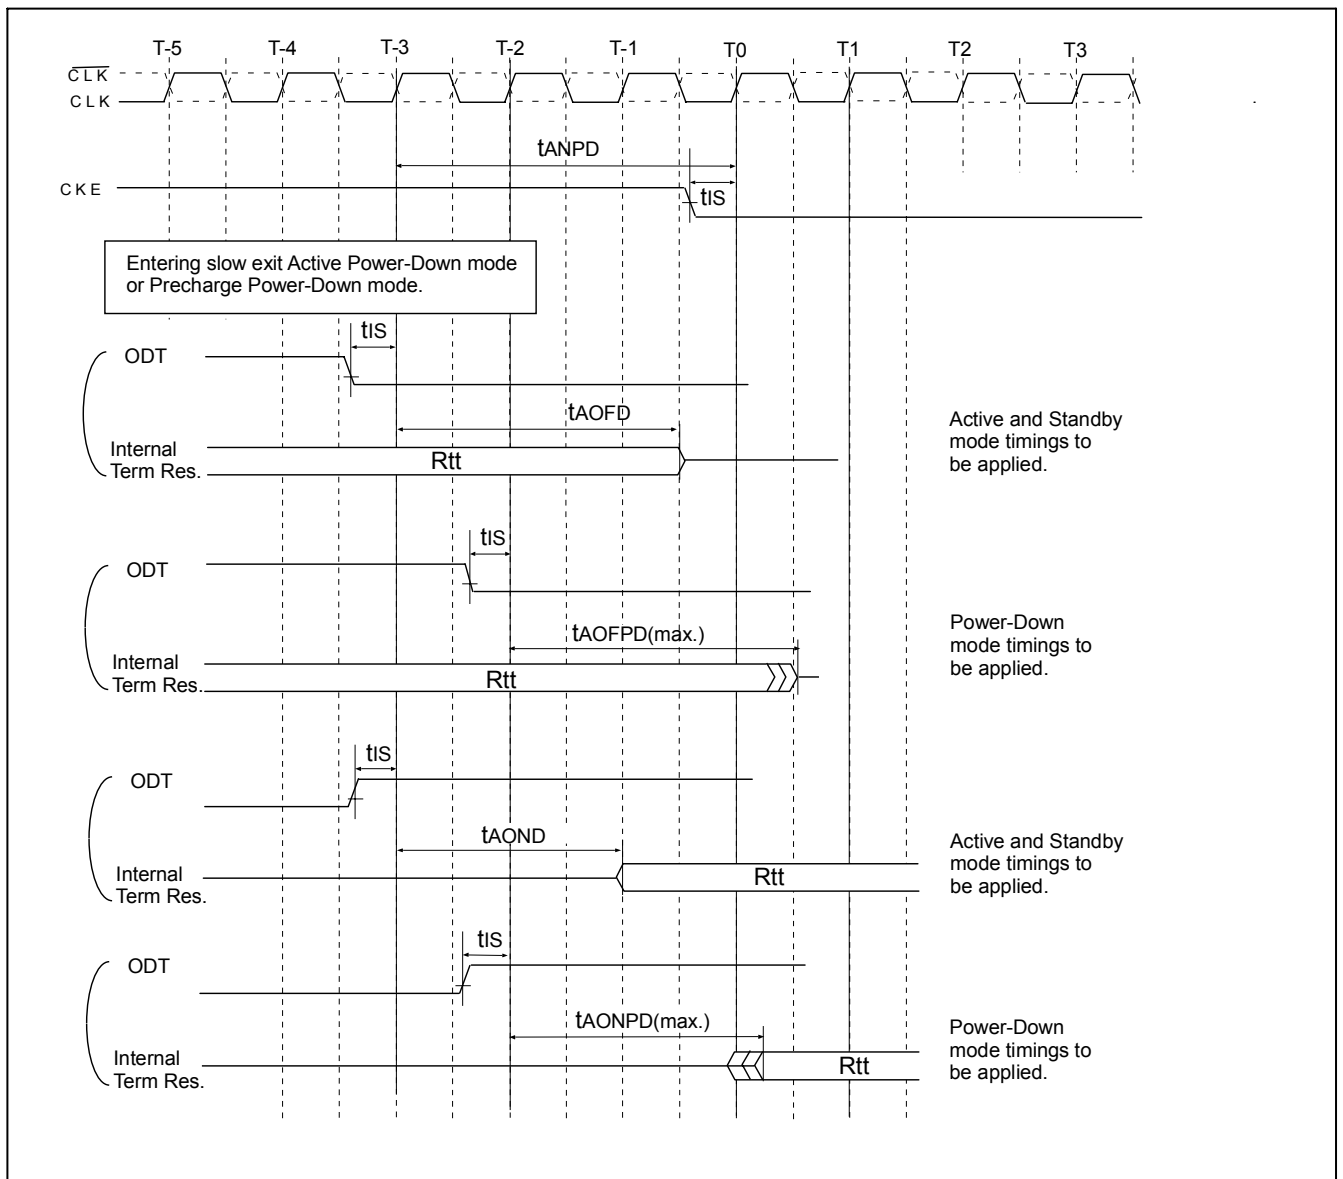 T-5 T-4 T-3 T-2 T-1 T0 T1 T2 T3
CLK
CLK
tANPD
CKE
tIS
Entering slow exit Active Power-Down mode
or Precharge Power-Down mode.
tIS
ODT
tAOFD
Internal
Term Res.
Rtt
Active and Standby
mode timings to
be applied.
tIS
ODT
tAOFPD(max.)
Internal
Term Res.
Rtt
Power-Down
mode timings to
be applied.
tIS
ODT
tAOND
Internal
Term Res.
Rtt
Active and Standby
mode timings to
be applied.
tIS
ODT
tAONPD(max.)
Internal
Term Res.
Rtt
Power-Down
mode timings to
be applied.